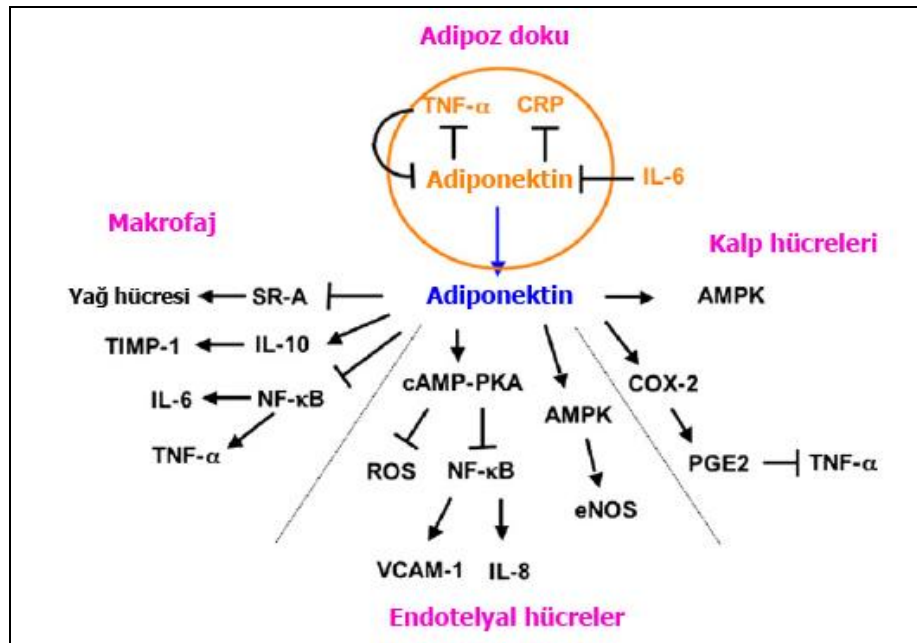 Adipoz doku
TNF-α CRP
Adiponektin IL-6
Makrofaj
Kalp hücreleri
Yağ hücresi SR-A Adiponektin AMPK
TIMP-1 IL-10
cAMP-PKA COX-2
IL-6 NF-κB AMPK
TNF-α ROS NF-κB PGE2 TNF-α
eNOS
VCAM-1 IL-8
Endotelyal hücreler